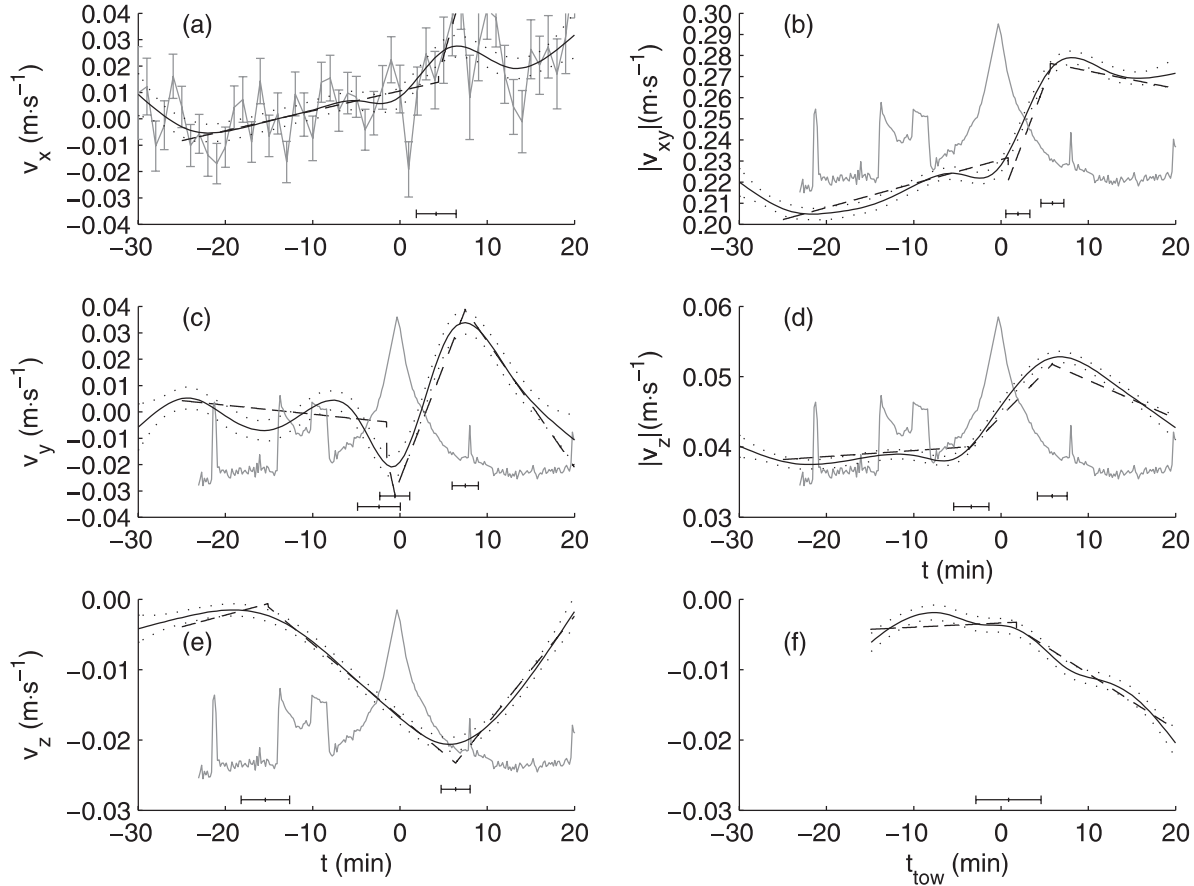 (a)
0.04
0.03
0.02
0.01
0.00
−0.01
−0.02
−0.03
−0.04
v_x (m·s⁻¹)
−30 −20 −10 0 10 20
(b)
0.30
0.29
0.28
0.27
0.26
0.25
0.24
0.23
0.22
0.21
0.20
|v_xy|(m·s⁻¹)
−30 −20 −10 0 10 20
(c)
0.04
0.03
0.02
0.01
0.00
−0.01
−0.02
−0.03
−0.04
v_y (m·s⁻¹)
−30 −20 −10 0 10 20
(d)
0.06
0.05
0.04
0.03
|v_z|(m·s⁻¹)
−30 −20 −10 0 10 20
t (min)
(e)
0.00
−0.01
−0.02
−0.03
v_z (m·s⁻¹)
−30 −20 −10 0 10 20
t (min)
(f)
0.00
−0.01
−0.02
−0.03
−30 −20 −10 0 10 20
t_tow (min)